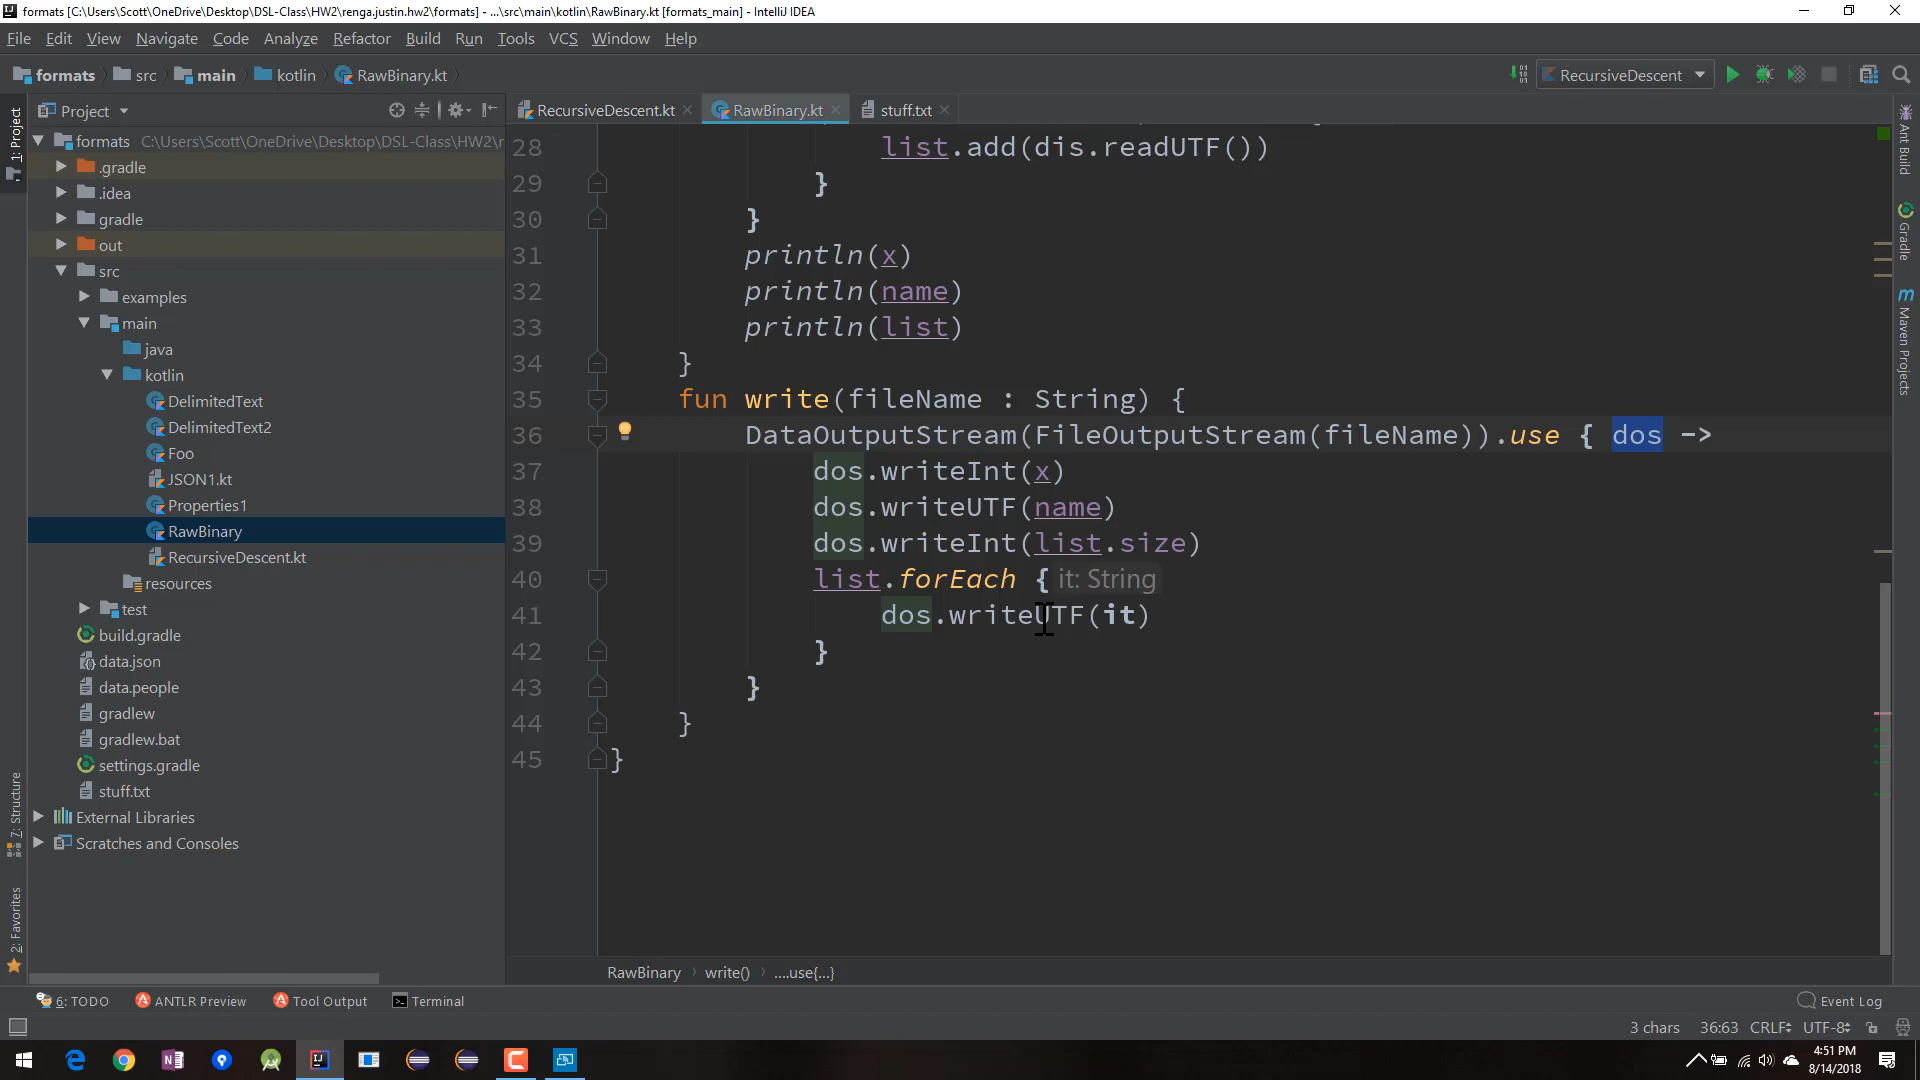 formats [C:\Users\Scott\OneDrive\Desktop\DSL-Class\HW2\renga.justin.hw2\formats] - ...\src\main\kotlin\RawBinary.kt [formats_main] - IntelliJ IDEA
File Edit View Navigate Code Analyze Refactor Build Run Tools VCS Window Help
formats src main kotlin RawBinary.kt RecursiveDescent
Project
RecursiveDescent.kt RawBinary.kt stuff.txt
1: Project
7: Structure
2: Favorites
formats C:\Users\Scott\OneDrive\Desktop\DSL-Class\HW2\r
.gradle
.idea
gradle
out
src
examples
main
java
kotlin
DelimitedText
DelimitedText2
Foo
JSON1.kt
Properties1
RawBinary
RecursiveDescent.kt
resources
test
build.gradle
data.json
data.people
gradlew
gradlew.bat
settings.gradle
stuff.txt
External Libraries
Scratches and Consoles
28 list.add(dis.readUTF())
29 }
30 }
31 println(x)
32 println(name)
33 println(list)
34 }
35 fun write(fileName : String) {
36 DataOutputStream(FileOutputStream(fileName)).use { dos ->
37 dos.writeInt(x)
38 dos.writeUTF(name)
39 dos.writeInt(list.size)
40 list.forEach { it: String
41 dos.writeUTF(it)
42 }
43 }
44 }
45 }
Ant Build
Gradle
Maven Projects
RawBinary write() ....use{...}
6: TODO ANTLR Preview Tool Output Terminal Event Log
3 chars 36:63 CRLF UTF-8
4:51 PM
8/14/2018